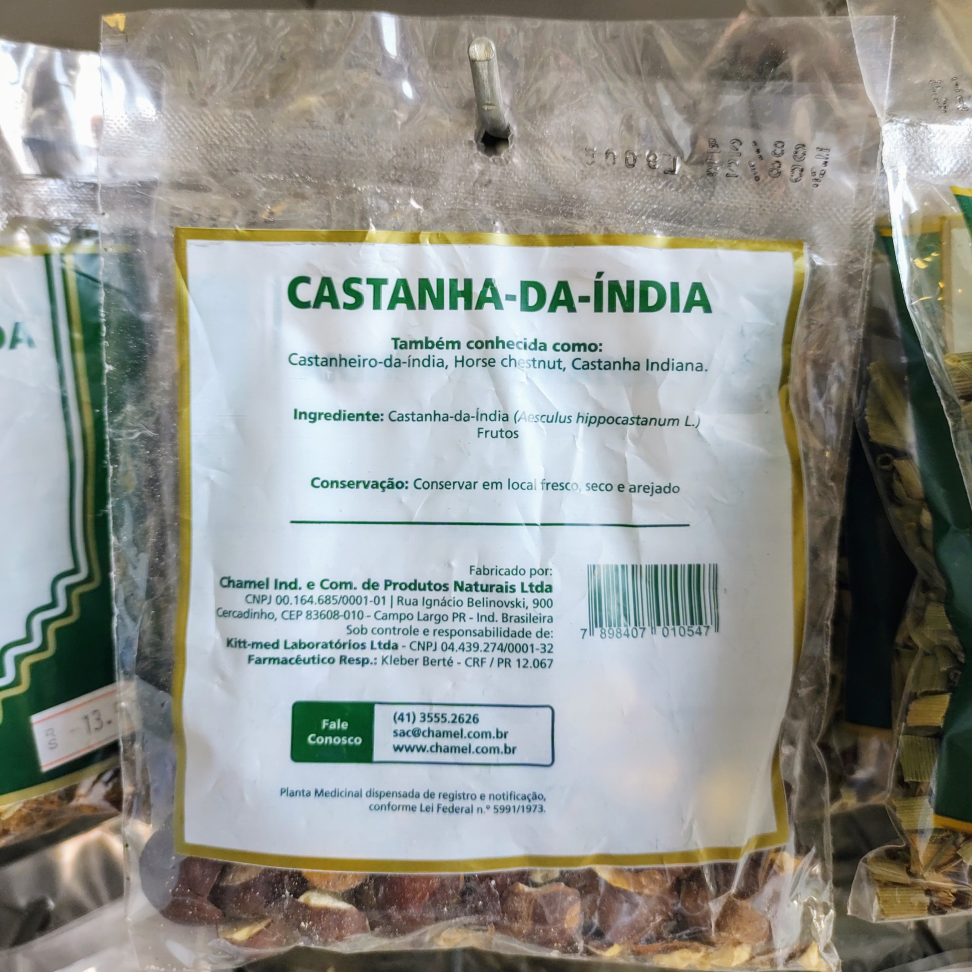 CASTANHA-DA-ÍNDIA
Também conhecida como:
Castanheiro-da-índia, Horse chestnut, Castanha Indiana.
Ingrediente: Castanha-da-Índia (Aesculus hippocastanum L.)
Frutos
Conservação: Conservar em local fresco, seco e arejado
Fabricado por:
Chamel Ind. e Com. de Produtos Naturais Ltda
CNPJ 00.164.685/0001-01 | Rua Ignácio Belinovski, 900
Cercadinho, CEP 83608-010 - Campo Largo PR - Ind. Brasileira
Sob controle e responsabilidade de:
Kitt-med Laboratórios Ltda - CNPJ 04.439.274/0001-32
Farmacêutico Resp.: Kleber Berté - CRF / PR 12.067
7 898407 010547
Fale
Conosco
(41) 3555.2626
sac@chamel.com.br
www.chamel.com.br
Planta Medicinal dispensada de registro e notificação,
conforme Lei Federal n.º 5991/1973.
DA